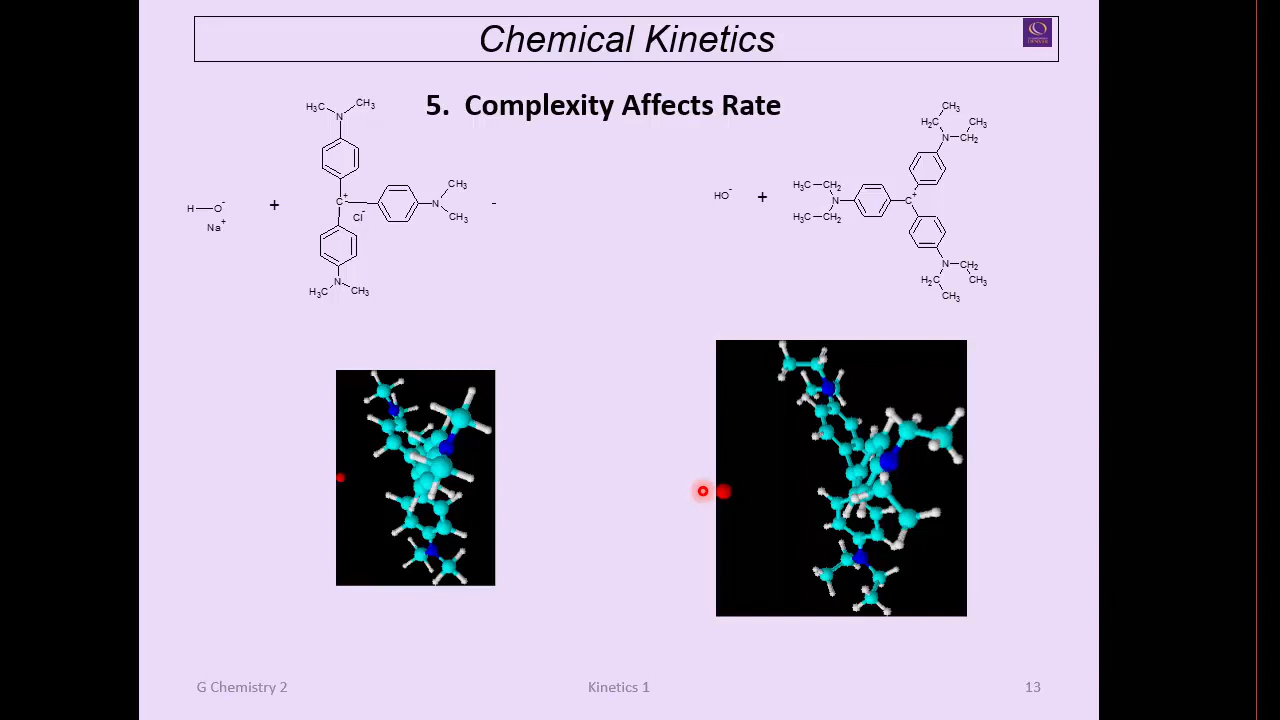 Chemical Kinetics
5. Complexity Affects Rate
H₃C CH₃
N
C⁺
Cl⁻
N
CH₃
CH₃
N
H₃C CH₃
H—O⁻
Na⁺
+
-
HO⁻ +
CH₃
H₂C CH₃
N—CH₂
H₃C—CH₂
N
H₃C—CH₂
C⁺
N—CH₂
H₂C CH₃
CH₃
G Chemistry 2 Kinetics 1 13